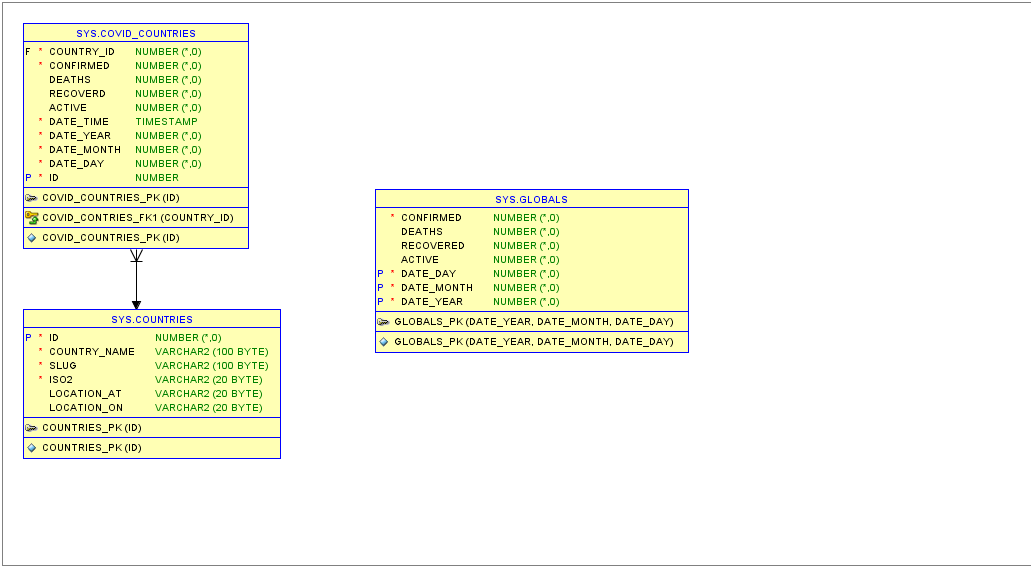 SYS.COVID_COUNTRIES
F * COUNTRY_ID NUMBER (*,0)
* CONFIRMED NUMBER (*,0)
DEATHS NUMBER (*,0)
RECOVERD NUMBER (*,0)
ACTIVE NUMBER (*,0)
* DATE_TIME TIMESTAMP
* DATE_YEAR NUMBER (*,0)
* DATE_MONTH NUMBER (*,0)
* DATE_DAY NUMBER (*,0)
P * ID NUMBER
COVID_COUNTRIES_PK (ID)
COVID_CONTRIES_FK1 (COUNTRY_ID)
COVID_COUNTRIES_PK (ID)
SYS.COUNTRIES
P * ID NUMBER (*,0)
* COUNTRY_NAME VARCHAR2 (100 BYTE)
* SLUG VARCHAR2 (100 BYTE)
* ISO2 VARCHAR2 (20 BYTE)
LOCATION_AT VARCHAR2 (20 BYTE)
LOCATION_ON VARCHAR2 (20 BYTE)
COUNTRIES_PK (ID)
COUNTRIES_PK (ID)
SYS.GLOBALS
* CONFIRMED NUMBER (*,0)
DEATHS NUMBER (*,0)
RECOVERED NUMBER (*,0)
ACTIVE NUMBER (*,0)
P * DATE_DAY NUMBER (*,0)
P * DATE_MONTH NUMBER (*,0)
P * DATE_YEAR NUMBER (*,0)
GLOBALS_PK (DATE_YEAR, DATE_MONTH, DATE_DAY)
GLOBALS_PK (DATE_YEAR, DATE_MONTH, DATE_DAY)